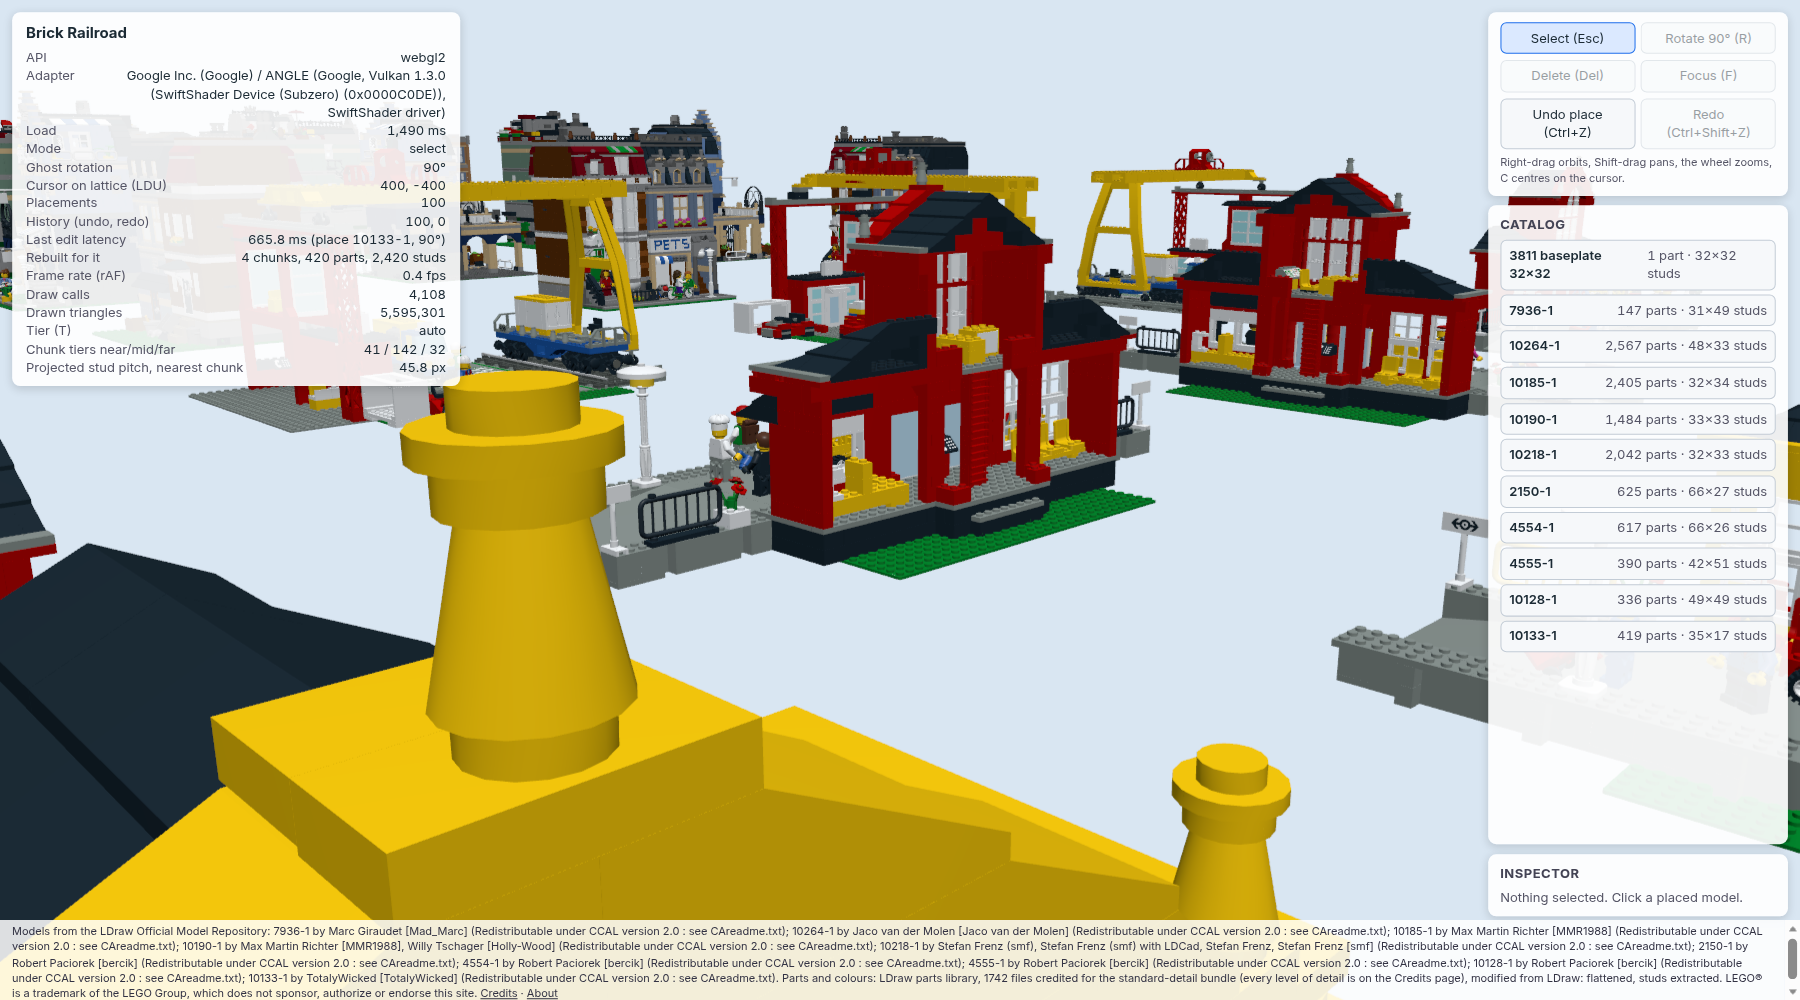 Brick Railroad
API webgl2
Adapter Google Inc. (Google) / ANGLE (Google, Vulkan 1.3.0
(SwiftShader Device (Subzero) (0x0000C0DE)),
SwiftShader driver)
Load 1,490 ms
Mode select
Ghost rotation 90°
Cursor on lattice (LDU) 400, -400
Placements 100
History (undo, redo) 100, 0
Last edit latency 665.8 ms (place 10133-1, 90°)
Rebuilt for it 4 chunks, 420 parts, 2,420 studs
Frame rate (rAF) 0.4 fps
Draw calls 4,108
Drawn triangles 5,595,301
Tier (T) auto
Chunk tiers near/mid/far 41 / 142 / 32
Projected stud pitch, nearest chunk 45.8 px
PETS
Select (Esc) Rotate 90° (R)
Delete (Del) Focus (F)
Undo place
(Ctrl+Z)
Redo
(Ctrl+Shift+Z)
Right-drag orbits, Shift-drag pans, the wheel zooms,
C centres on the cursor.
CATALOG
3811 baseplate
32×32
1 part · 32×32
studs
7936-1 147 parts · 31×49 studs
10264-1 2,567 parts · 48×33 studs
10185-1 2,405 parts · 32×34 studs
10190-1 1,484 parts · 33×33 studs
10218-1 2,042 parts · 32×33 studs
2150-1 625 parts · 66×27 studs
4554-1 617 parts · 66×26 studs
4555-1 390 parts · 42×51 studs
10128-1 336 parts · 49×49 studs
10133-1 419 parts · 35×17 studs
INSPECTOR
Nothing selected. Click a placed model.
Models from the LDraw Official Model Repository: 7936-1 by Marc Giraudet [Mad_Marc] (Redistributable under CCAL version 2.0 : see CAreadme.txt); 10264-1 by Jaco van der Molen [Jaco van der Molen] (Redistributable under CCAL version 2.0 : see CAreadme.txt); 10185-1 by Max Martin Richter [MMR1988] (Redistributable under CCAL
version 2.0 : see CAreadme.txt); 10190-1 by Max Martin Richter [MMR1988], Willy Tschager [Holly-Wood] (Redistributable under CCAL version 2.0 : see CAreadme.txt); 10218-1 by Stefan Frenz (smf), Stefan Frenz (smf) with LDCad, Stefan Frenz, Stefan Frenz [smf] (Redistributable under CCAL version 2.0 : see CAreadme.txt); 2150-1 by
Robert Paciorek [bercik] (Redistributable under CCAL version 2.0 : see CAreadme.txt); 4554-1 by Robert Paciorek [bercik] (Redistributable under CCAL version 2.0 : see CAreadme.txt); 4555-1 by Robert Paciorek [bercik] (Redistributable under CCAL version 2.0 : see CAreadme.txt); 10128-1 by Robert Paciorek [bercik] (Redistributable
under CCAL version 2.0 : see CAreadme.txt); 10133-1 by TotalyWicked [TotalyWicked] (Redistributable under CCAL version 2.0 : see CAreadme.txt). Parts and colours: LDraw parts library, 1742 files credited for the standard-detail bundle (every level of detail is on the Credits page), modified from LDraw: flattened, studs extracted. LEGO®
is a trademark of the LEGO Group, which does not sponsor, authorize or endorse this site. Credits · About